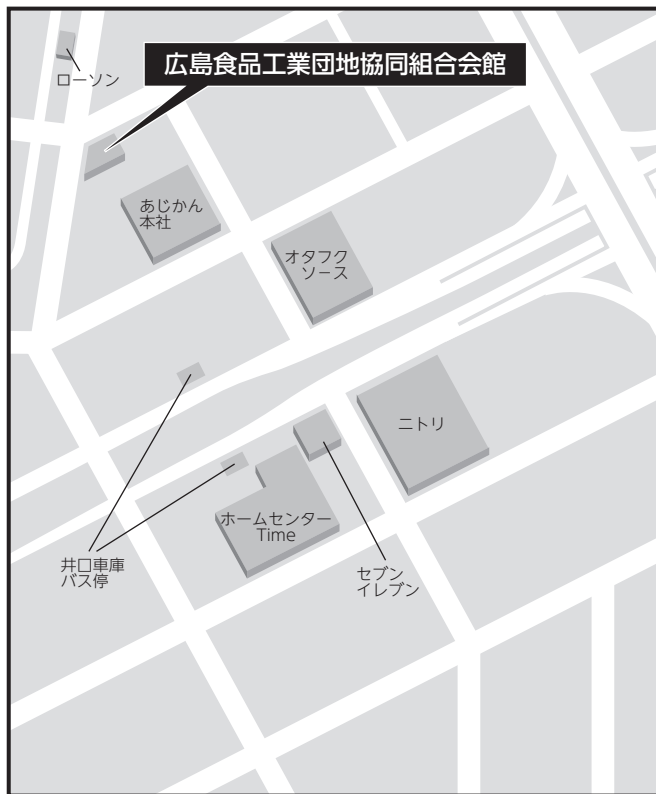 広島食品工業団地協同組合会館
ローソン
あじかん
本社
オタフク
ソース
ニトリ
ホームセンター
Time
井口車庫
バス停
セブン
イレブン